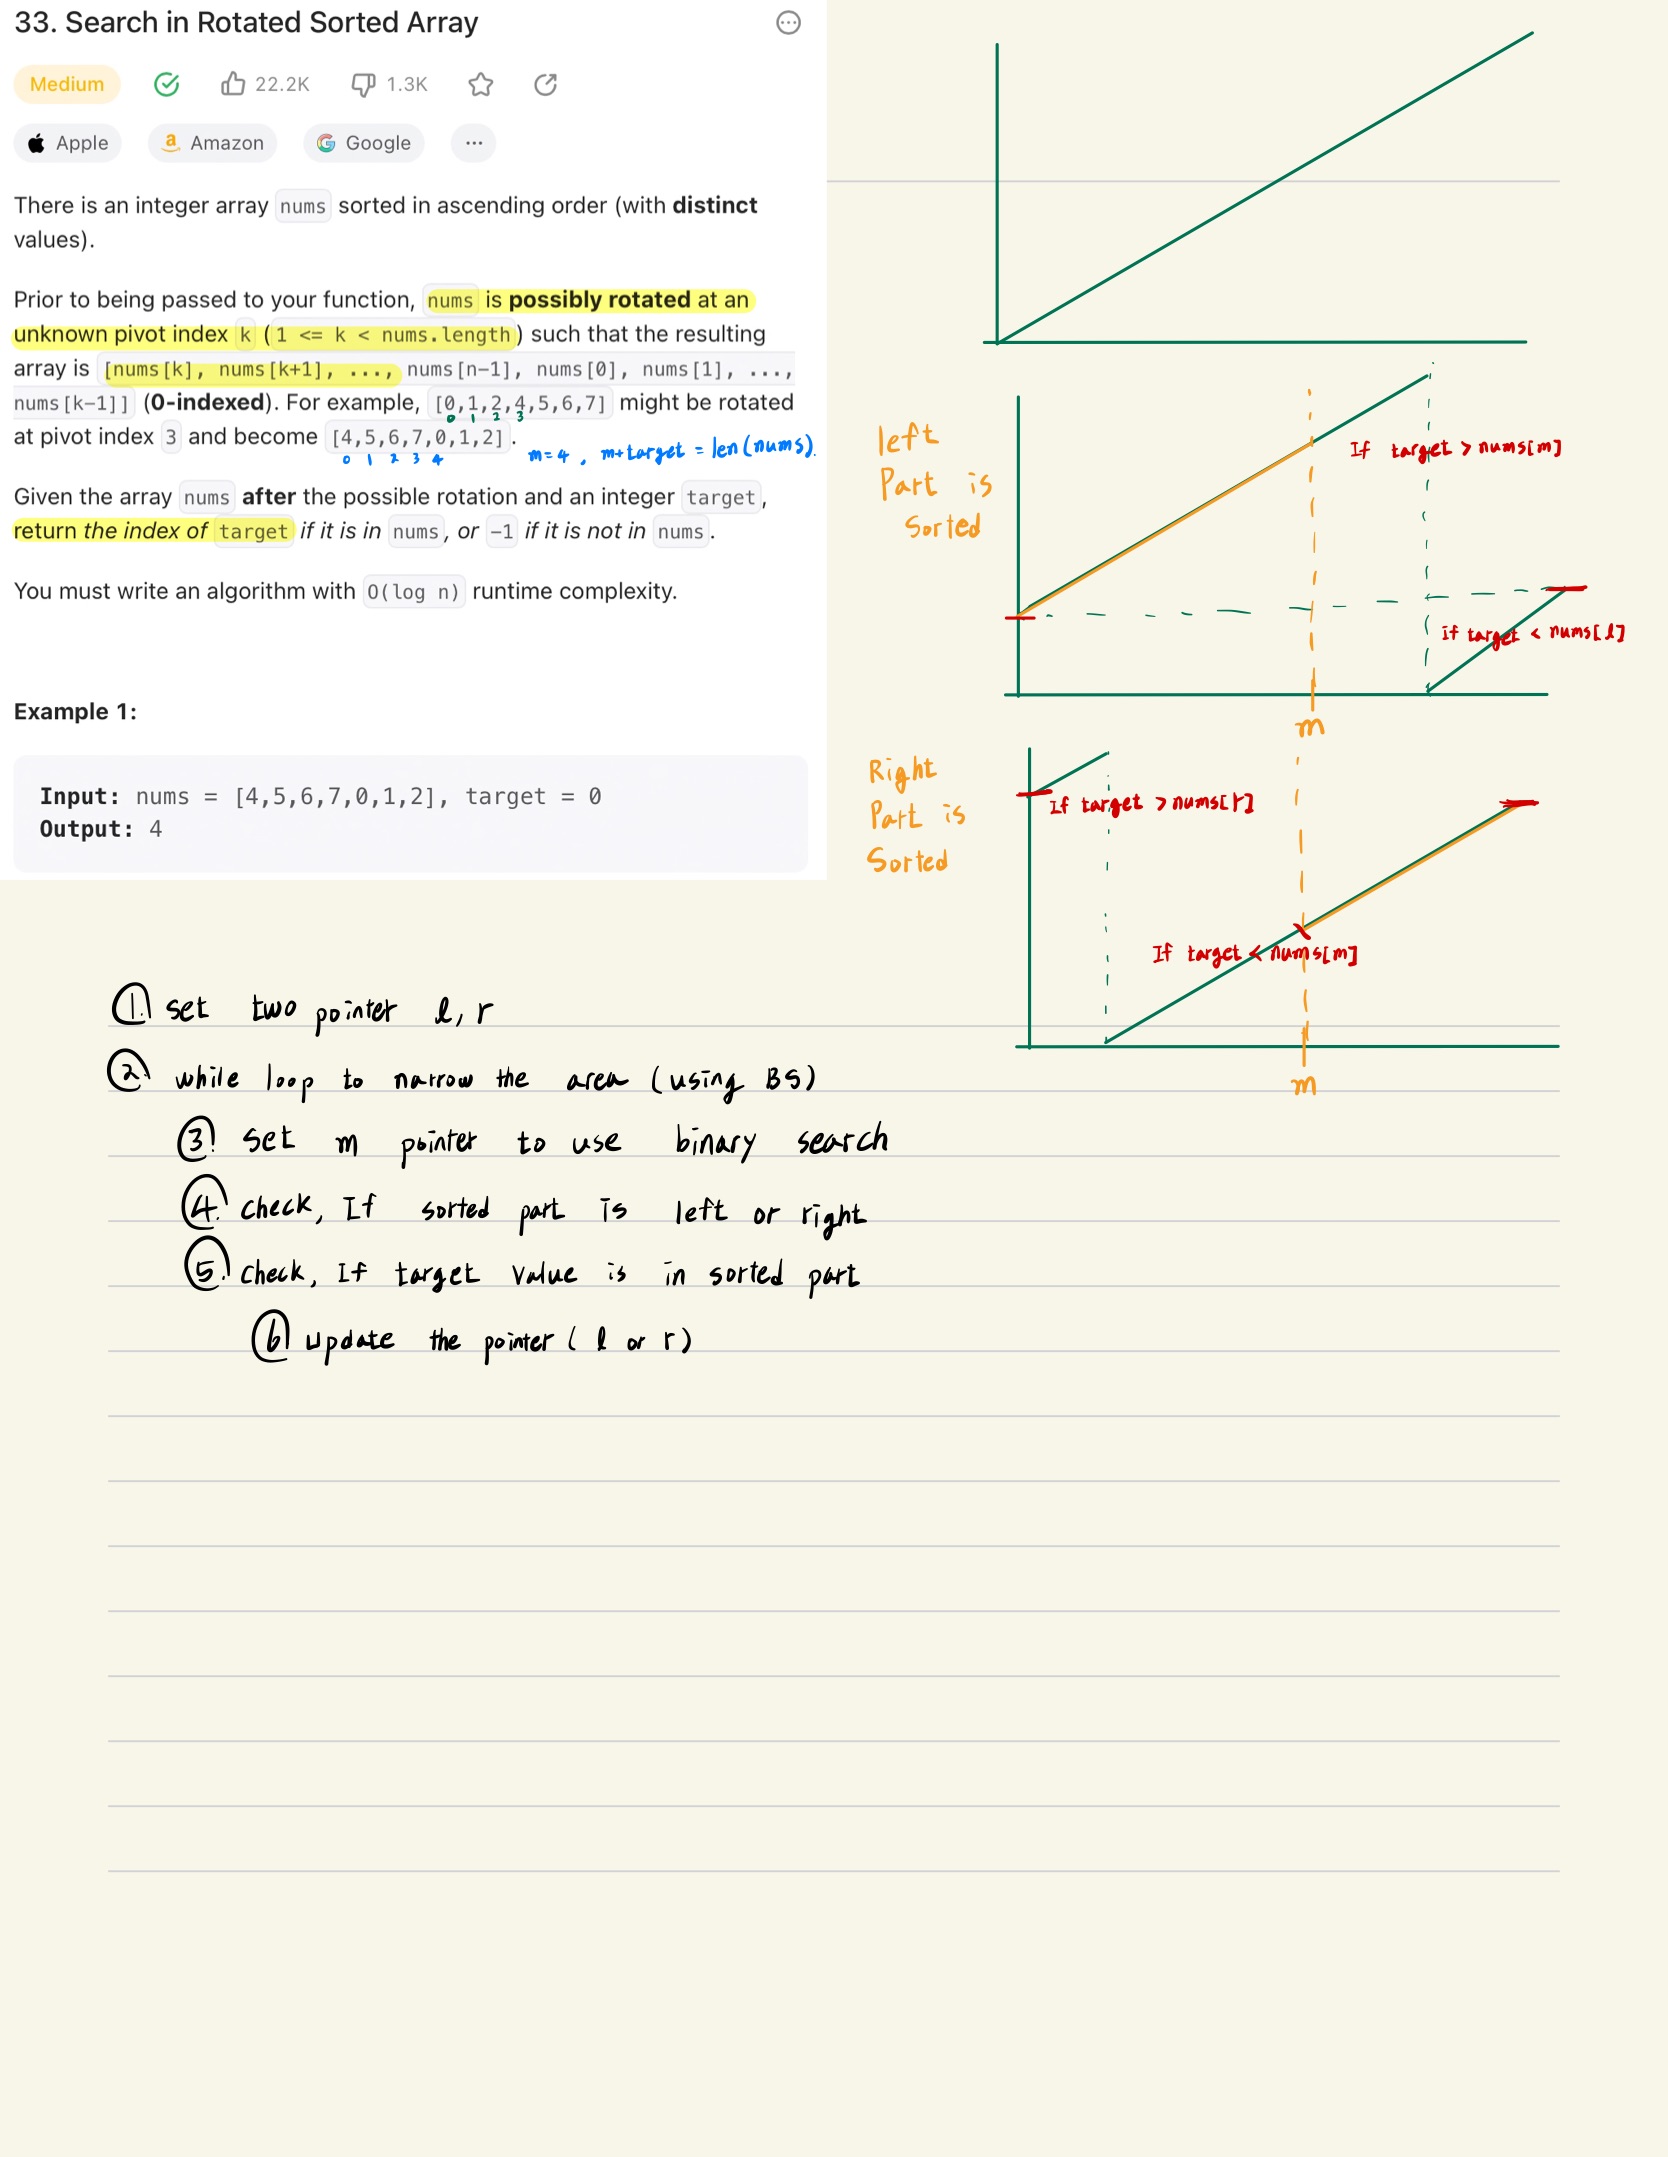 33. Search in Rotated Sorted Array
Medium 22.2K 1.3K
Apple Amazon Google ...
There is an integer array nums sorted in ascending order (with distinct
values).
Prior to being passed to your function, nums is possibly rotated at an
unknown pivot index k (1 <= k < nums.length) such that the resulting
array is [nums[k], nums[k+1], ..., nums[n-1], nums[0], nums[1], ...,
nums[k-1]] (0-indexed). For example, [0,1,2,4,5,6,7] might be rotated
0 1 2 3
at pivot index 3 and become [4,5,6,7,0,1,2].
0 1 2 3 4
m=4, m+target = len(nums).
Given the array nums after the possible rotation and an integer target,
return the index of target if it is in nums, or -1 if it is not in nums.
You must write an algorithm with O(log n) runtime complexity.
Example 1:
Input: nums = [4,5,6,7,0,1,2], target = 0
Output: 4
left
Part is
Sorted
If target > nums[m]
if target < nums[l]
m
Right
Part is
Sorted
If target > nums[r]
If target < nums[m]
m
1. set two pointer l, r
2. while loop to narrow the area (using BS)
3. set m pointer to use binary search
4. check, If sorted part is left or right
5. check, If target value is in sorted part
6 update the pointer ( l or r)